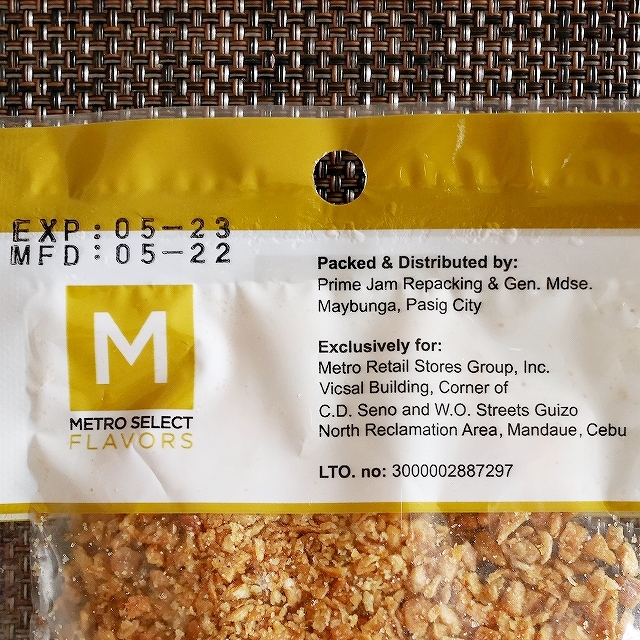 EXP:05-23
MFD:05-22
M
METRO SELECT
FLAVORS
Packed & Distributed by:
Prime Jam Repacking & Gen. Mdse.
Maybunga, Pasig City
Exclusively for:
Metro Retail Stores Group, Inc.
Vicsal Building, Corner of
C.D. Seno and W.O. Streets Guizo
North Reclamation Area, Mandaue, Cebu
LTO. no: 3000002887297